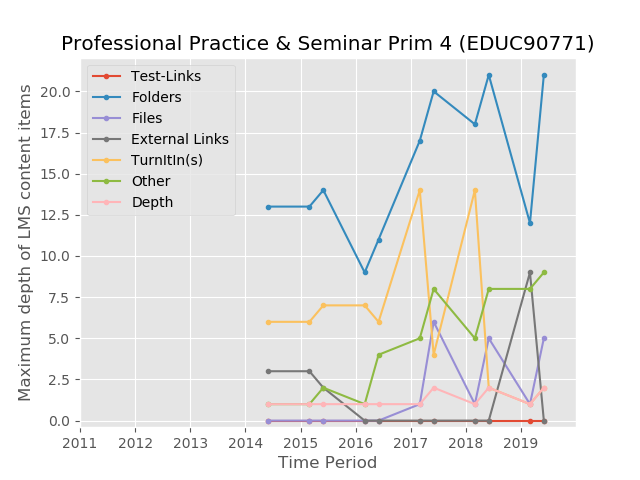 Professional Practice & Seminar Prim 4 (EDUC90771)
Test-Links
Folders
Files
External Links
TurnItIn(s)
Other
Depth
Maximum depth of LMS content items
20.0
17.5
15.0
12.5
10.0
7.5
5.0
2.5
0.0
2011 2012 2013 2014 2015 2016 2017 2018 2019
Time Period